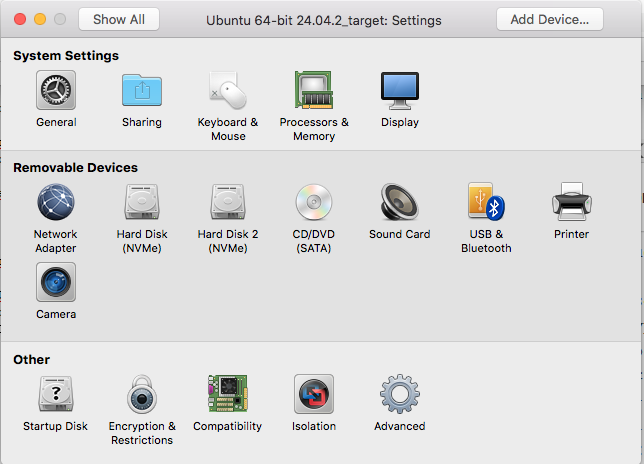 Show All
Ubuntu 64-bit 24.04.2_target: Settings
Add Device...
System Settings
General
Sharing
Keyboard &
Mouse
Processors &
Memory
Display
Removable Devices
Network
Adapter
Hard Disk
(NVMe)
Hard Disk 2
(NVMe)
CD/DVD
(SATA)
Sound Card
USB &
Bluetooth
Printer
Camera
Other
?
Startup Disk
Encryption &
Restrictions
Compatibility
Isolation
Advanced